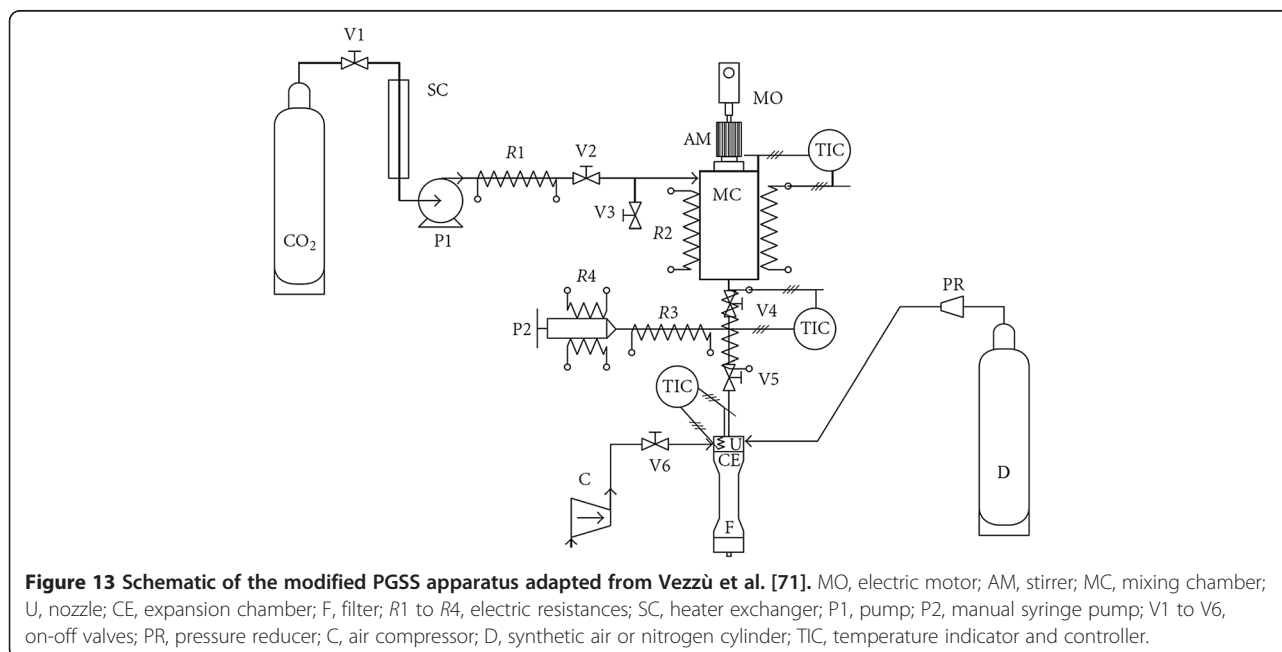 V1
SC
MO
AM
TIC
R1
V2
MC
V3
R2
CO₂
P1
R4
PR
V4
P2
R3
TIC
TIC
V5
U
V6
CE
C
D
F
Figure 13 Schematic of the modified PGSS apparatus adapted from Vezzù et al. [71]. MO, electric motor; AM, stirrer; MC, mixing chamber;
U, nozzle; CE, expansion chamber; F, filter; R1 to R4, electric resistances; SC, heater exchanger; P1, pump; P2, manual syringe pump; V1 to V6,
on-off valves; PR, pressure reducer; C, air compressor; D, synthetic air or nitrogen cylinder; TIC, temperature indicator and controller.